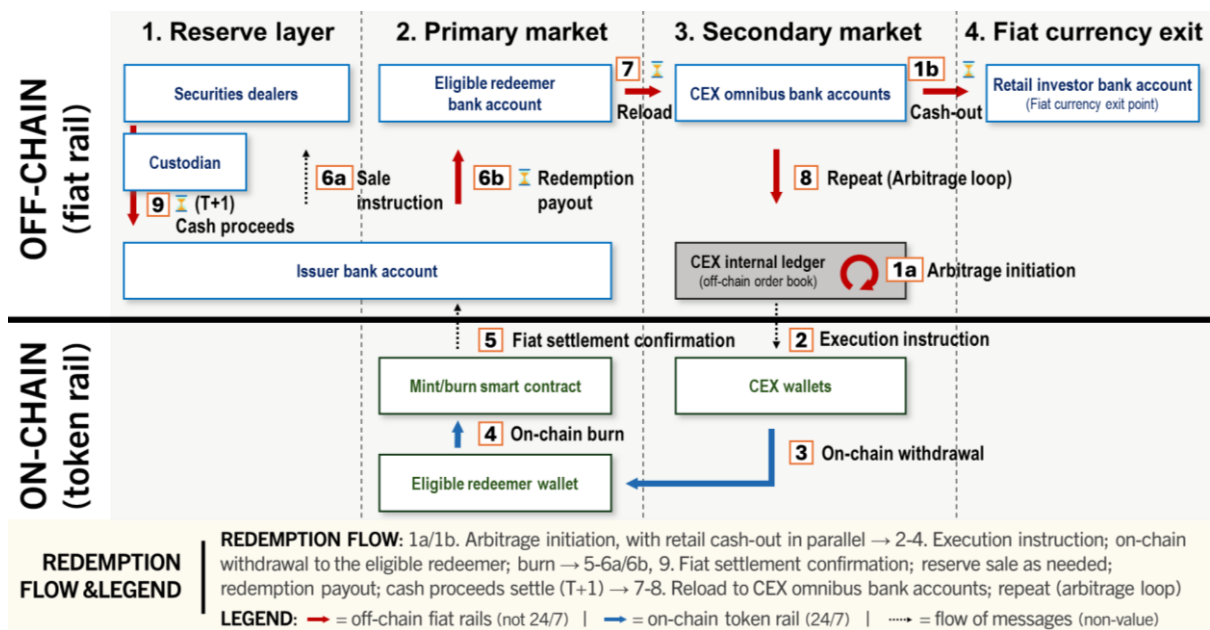 1. Reserve layer
2. Primary market
3. Secondary market
4. Fiat currency exit
OFF-CHAIN
(fiat rail)
Securities dealers
Custodian
9 (T+1)
Cash proceeds
6a Sale
instruction
Eligible redeemer
bank account
6b Redemption
payout
Issuer bank account
7
Reload
CEX omnibus bank accounts
1b
Cash-out
Retail investor bank account
(Fiat currency exit point)
8 Repeat (Arbitrage loop)
CEX internal ledger
(off-chain order book)
1a Arbitrage initiation
ON-CHAIN
(token rail)
5 Fiat settlement confirmation
2 Execution instruction
Mint/burn smart contract
CEX wallets
4 On-chain burn
3 On-chain withdrawal
Eligible redeemer wallet
REDEMPTION
FLOW &LEGEND
REDEMPTION FLOW: 1a/1b. Arbitrage initiation, with retail cash-out in parallel → 2-4. Execution instruction; on-chain
withdrawal to the eligible redeemer; burn → 5-6a/6b, 9. Fiat settlement confirmation; reserve sale as needed;
redemption payout; cash proceeds settle (T+1) → 7-8. Reload to CEX omnibus bank accounts; repeat (arbitrage loop)
LEGEND: → = off-chain fiat rails (not 24/7) | → = on-chain token rail (24/7) | ⇢ = flow of messages (non-value)